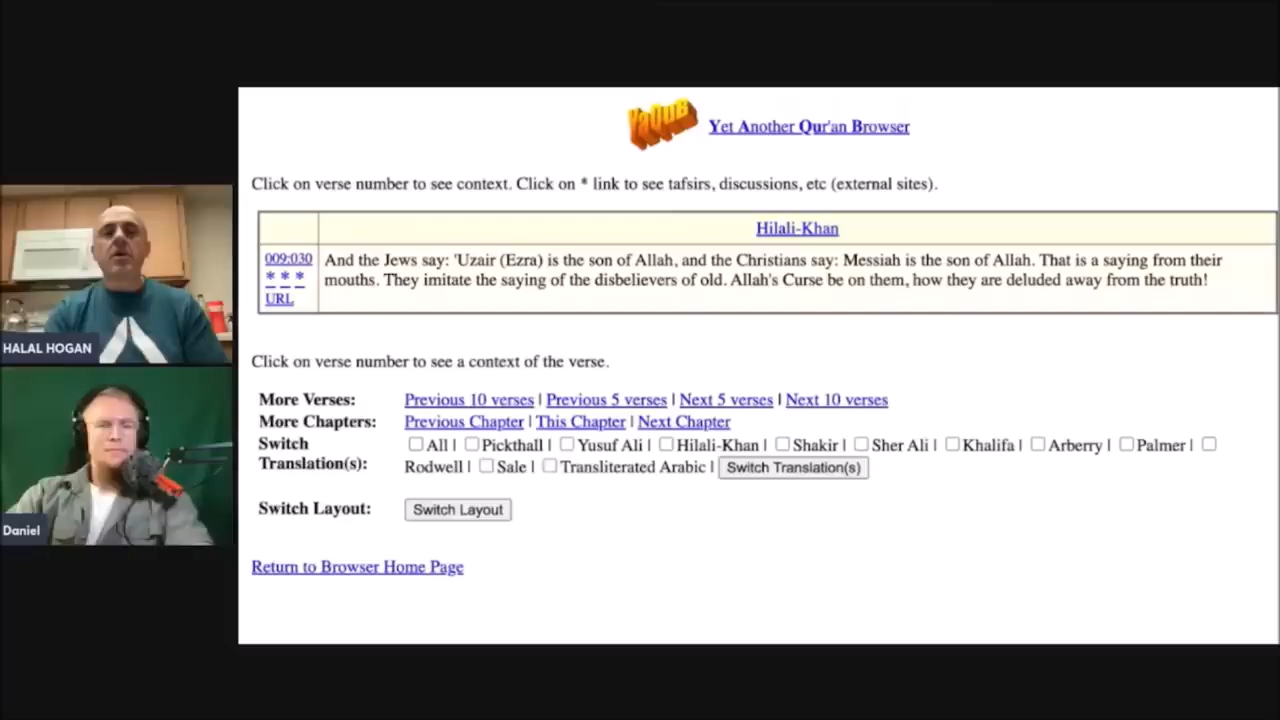 YaQuB
Yet Another Qur'an Browser
Click on verse number to see context. Click on * link to see tafsirs, discussions, etc (external sites).
Hilali-Khan
009:030
* * *
URL
And the Jews say: 'Uzair (Ezra) is the son of Allah, and the Christians say: Messiah is the son of Allah. That is a saying from their
mouths. They imitate the saying of the disbelievers of old. Allah's Curse be on them, how they are deluded away from the truth!
HALAL HOGAN
Click on verse number to see a context of the verse.
More Verses: Previous 10 verses | Previous 5 verses | Next 5 verses | Next 10 verses
More Chapters: Previous Chapter | This Chapter | Next Chapter
Switch Translation(s): All | Pickthall | Yusuf Ali | Hilali-Khan | Shakir | Sher Ali | Khalifa | Arberry | Palmer |
Rodwell | Sale | Transliterated Arabic | Switch Translation(s)
Switch Layout: Switch Layout
Daniel
Return to Browser Home Page